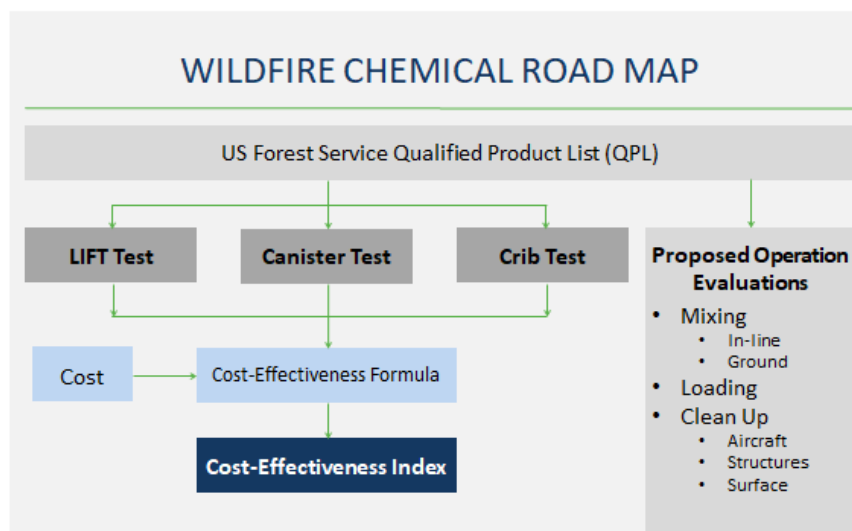 WILDFIRE CHEMICAL ROAD MAP
US Forest Service Qualified Product List (QPL)
LIFT Test
Canister Test
Crib Test
Cost
Cost-Effectiveness Formula
Cost-Effectiveness Index
Proposed Operation
Evaluations
• Mixing
• In-line
• Ground
• Loading
• Clean Up
• Aircraft
• Structures
• Surface